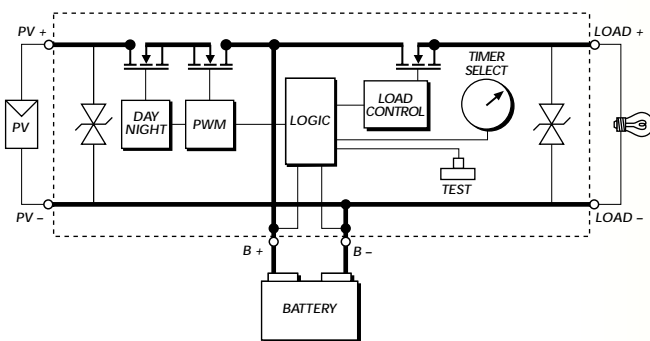 PV +
LOAD +
TIMER
SELECT
PV
DAY
NIGHT
PWM
LOGIC
LOAD
CONTROL
TEST
PV –
LOAD –
B +
B –
BATTERY